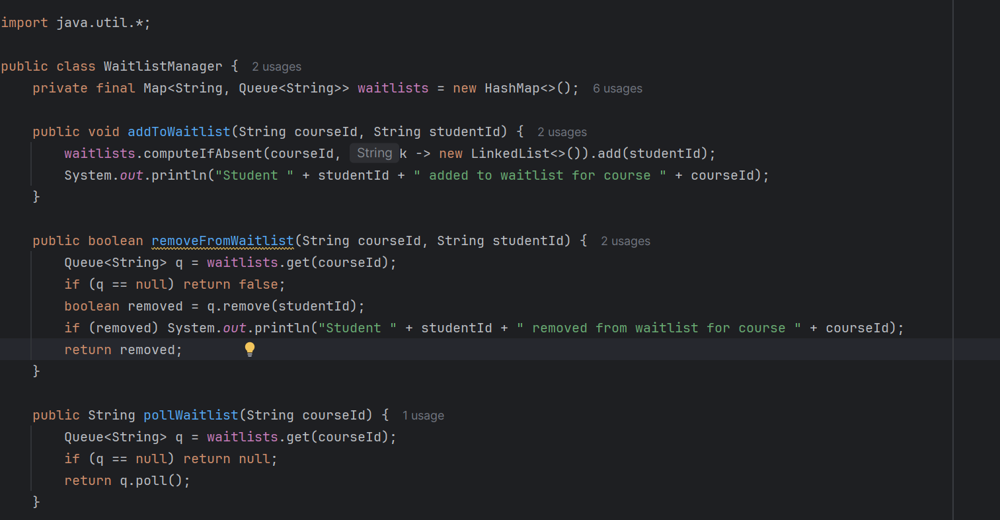 import java.util.*;
public class WaitlistManager { 2 usages
private final Map<String, Queue<String>> waitlists = new HashMap<>(); 6 usages
public void addToWaitlist(String courseId, String studentId) { 2 usages
waitlists.computeIfAbsent(courseId, String k -> new LinkedList<>()).add(studentId);
System.out.println("Student " + studentId + " added to waitlist for course " + courseId);
}
public boolean removeFromWaitlist(String courseId, String studentId) { 2 usages
Queue<String> q = waitlists.get(courseId);
if (q == null) return false;
boolean removed = q.remove(studentId);
if (removed) System.out.println("Student " + studentId + " removed from waitlist for course " + courseId);
return removed;
}
public String pollWaitlist(String courseId) { 1 usage
Queue<String> q = waitlists.get(courseId);
if (q == null) return null;
return q.poll();
}